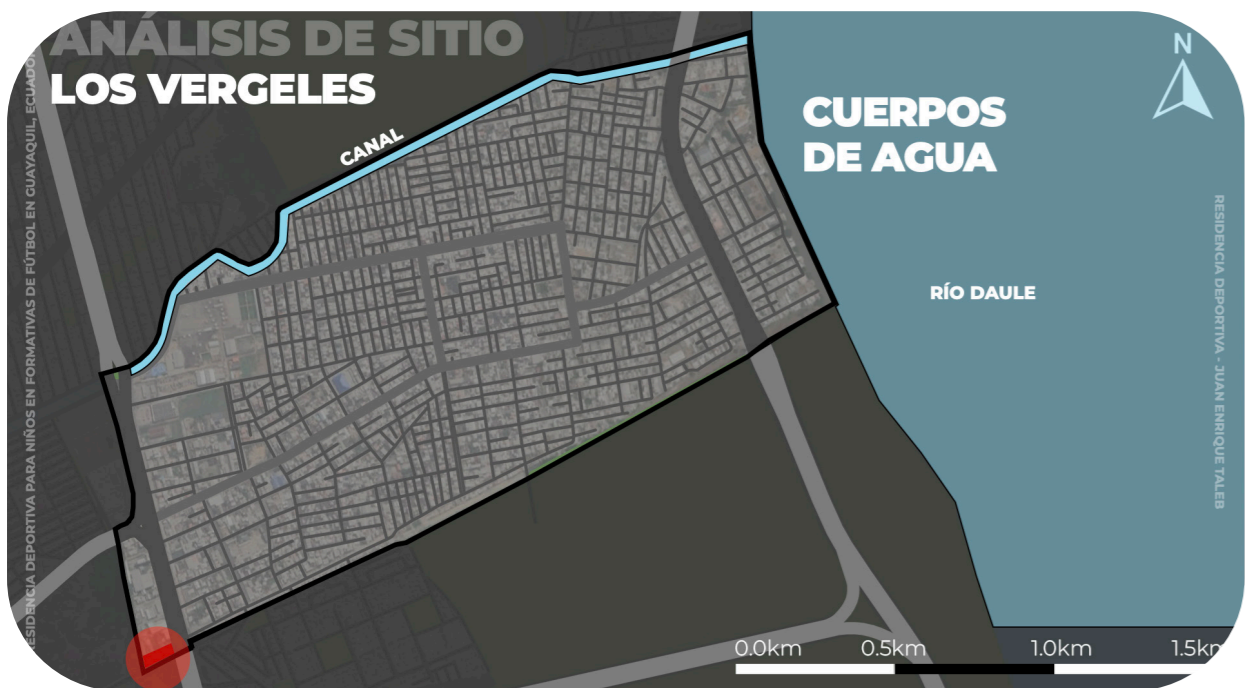 ANÁLISIS DE SITIO
LOS VERGELES
CANAL
N
CUERPOS
DE AGUA
RÍO DAULE
RESIDENCIA DEPORTIVA PARA NIÑOS EN FORMATIVAS DE FÚTBOL EN GUAYAQUIL, ECUADOR
RESIDENCIA DEPORTIVA - JUAN ENRIQUE TALEB
0.0km 0.5km 1.0km 1.5km